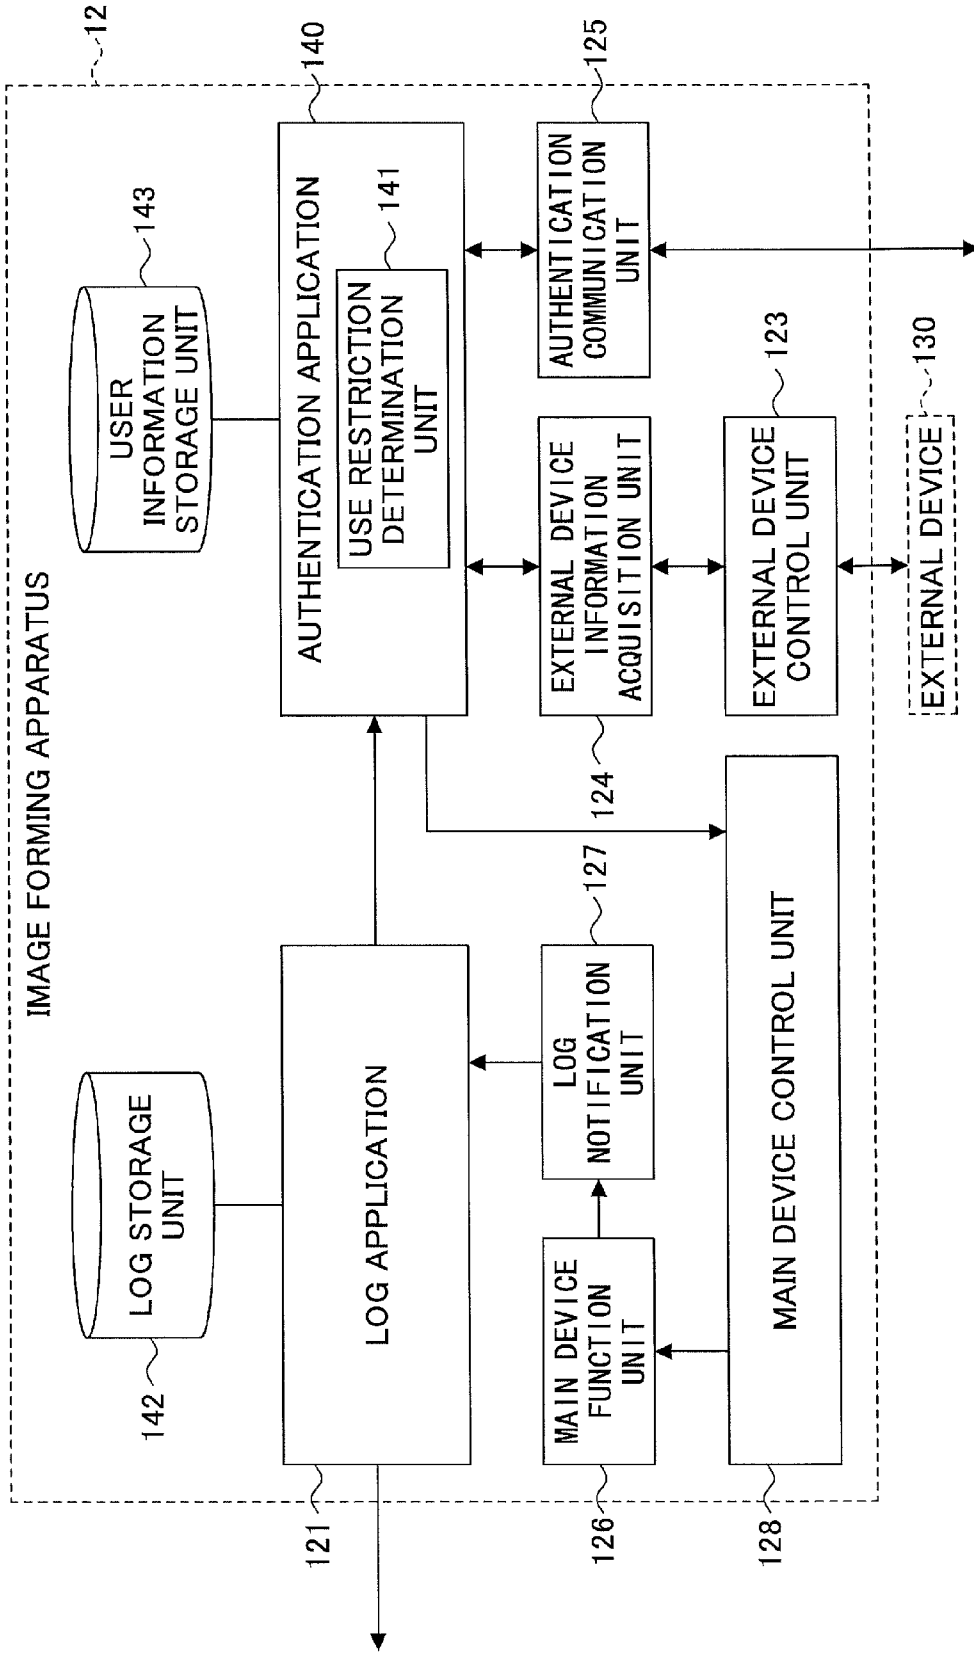 IMAGE FORMING APPARATUS
12
LOG STORAGE
UNIT
142
USER
INFORMATION
STORAGE UNIT
143
LOG APPLICATION
121
AUTHENTICATION APPLICATION
140
USE RESTRICTION
DETERMINATION
UNIT
141
MAIN DEVICE
FUNCTION
UNIT
126
LOG
NOTIFICATION
UNIT
127
EXTERNAL DEVICE
INFORMATION
ACQUISITION UNIT
124
AUTHENTICATION
COMMUNICATION
UNIT
125
MAIN DEVICE CONTROL UNIT
128
EXTERNAL DEVICE
CONTROL UNIT
123
EXTERNAL DEVICE
130